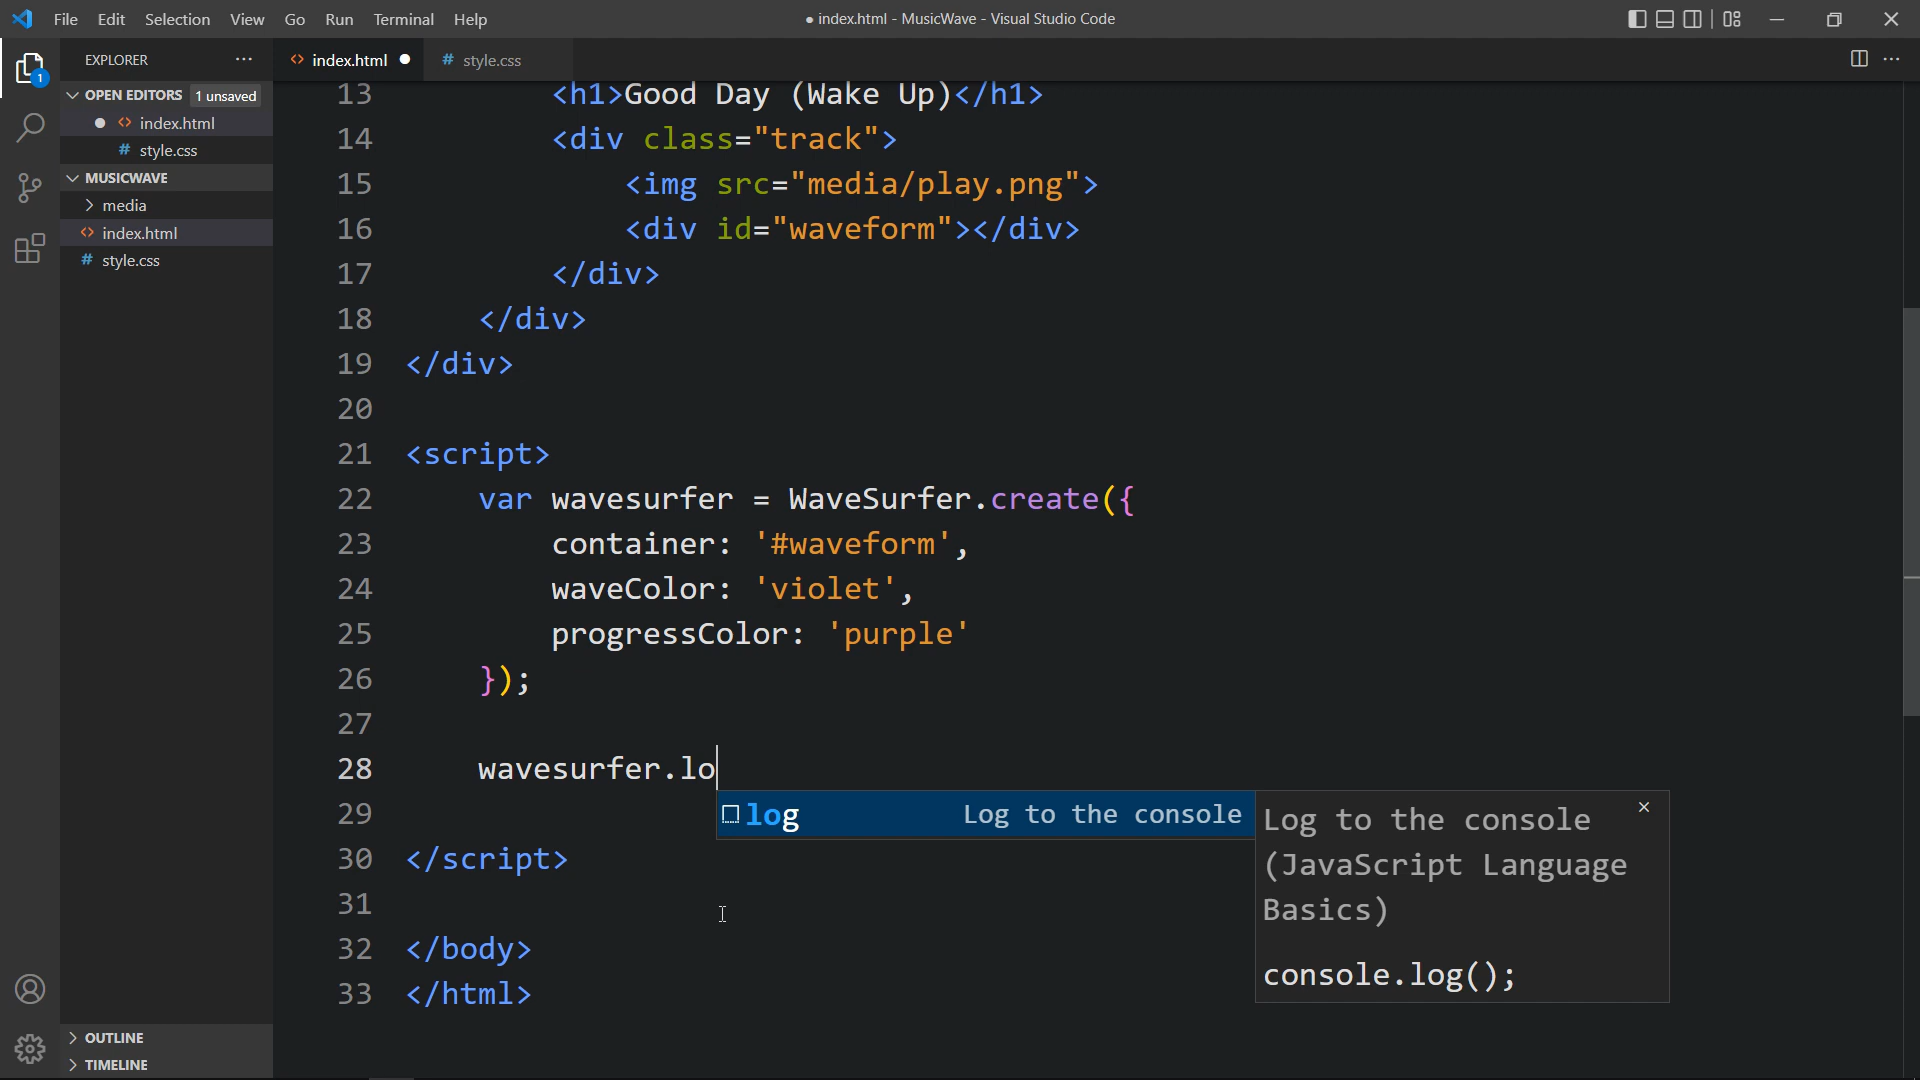 File Edit Selection View Go Run Terminal Help
● index.html - MusicWave - Visual Studio Code
EXPLORER ···
index.html ●
# style.css
1
OPEN EDITORS 1 unsaved
● <> index.html
# style.css
MUSICWAVE
> media
<> index.html
# style.css
OUTLINE
TIMELINE
13 <h1>Good Day (Wake Up)</h1>
14 <div class="track">
15 <img src="media/play.png">
16 <div id="waveform"></div>
17 </div>
18 </div>
19 </div>
20
21 <script>
22 var wavesurfer = WaveSurfer.create({
23 container: '#waveform',
24 waveColor: 'violet',
25 progressColor: 'purple'
26 });
27
28 wavesurfer.lo
29
30 </script>
31
32 </body>
33 </html>
log Log to the console
Log to the console
(JavaScript Language
Basics)
console.log();